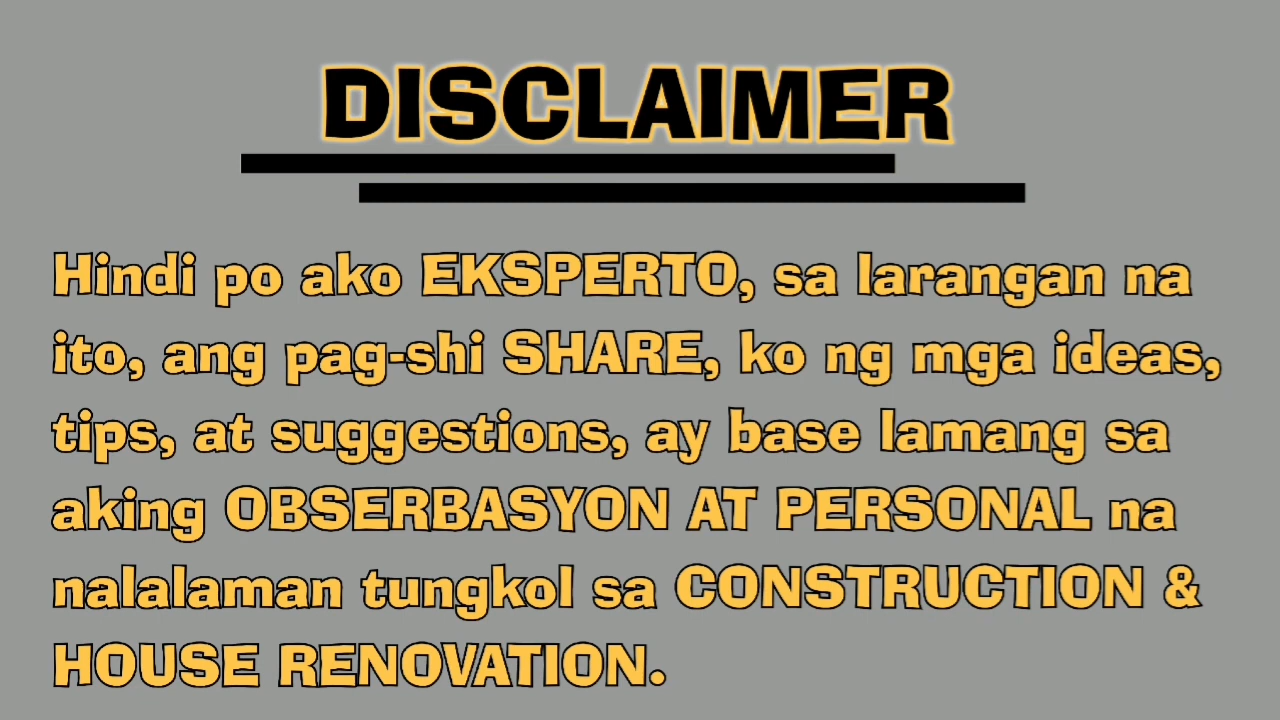 DISCLAIMER
Hindi po ako EKSPERTO, sa larangan na
ito, ang pag-shi SHARE, ko ng mga ideas,
tips, at suggestions, ay base lamang sa
aking OBSERBASYON AT PERSONAL na
nalalaman tungkol sa CONSTRUCTION &
HOUSE RENOVATION.